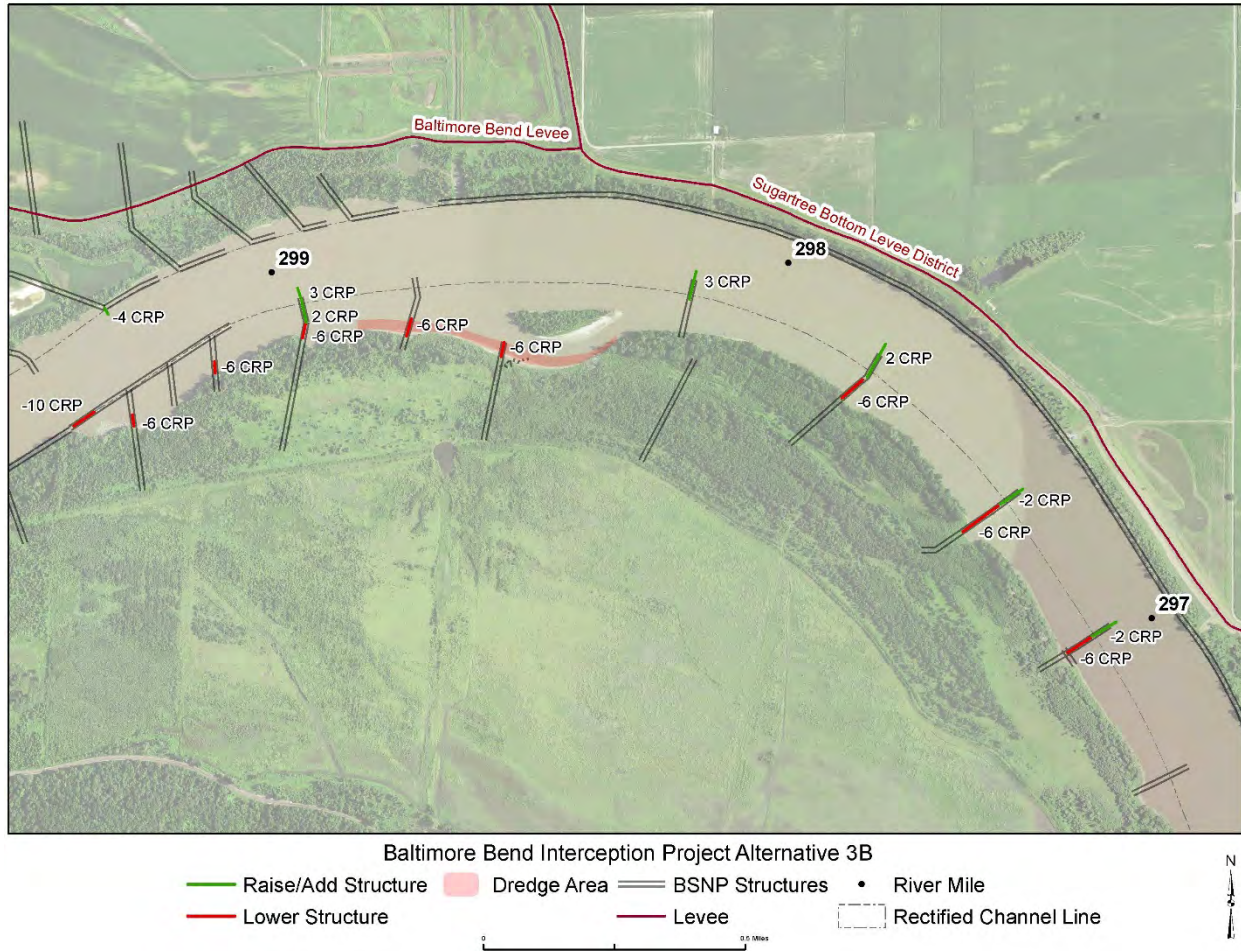 Baltimore Bend Levee
Sugartree Bottom Levee District
299
298
3 CRP
3 CRP
-4 CRP
2 CRP
-6 CRP
-6 CRP
-6 CRP
2 CRP
-6 CRP
-6 CRP
-10 CRP
-6 CRP
-2 CRP
-6 CRP
297
-2 CRP
-6 CRP
Baltimore Bend Interception Project Alternative 3B
Raise/Add Structure
Dredge Area
BSNP Structures
River Mile
Lower Structure
Levee
Rectified Channel Line
N
0
0.5 Miles